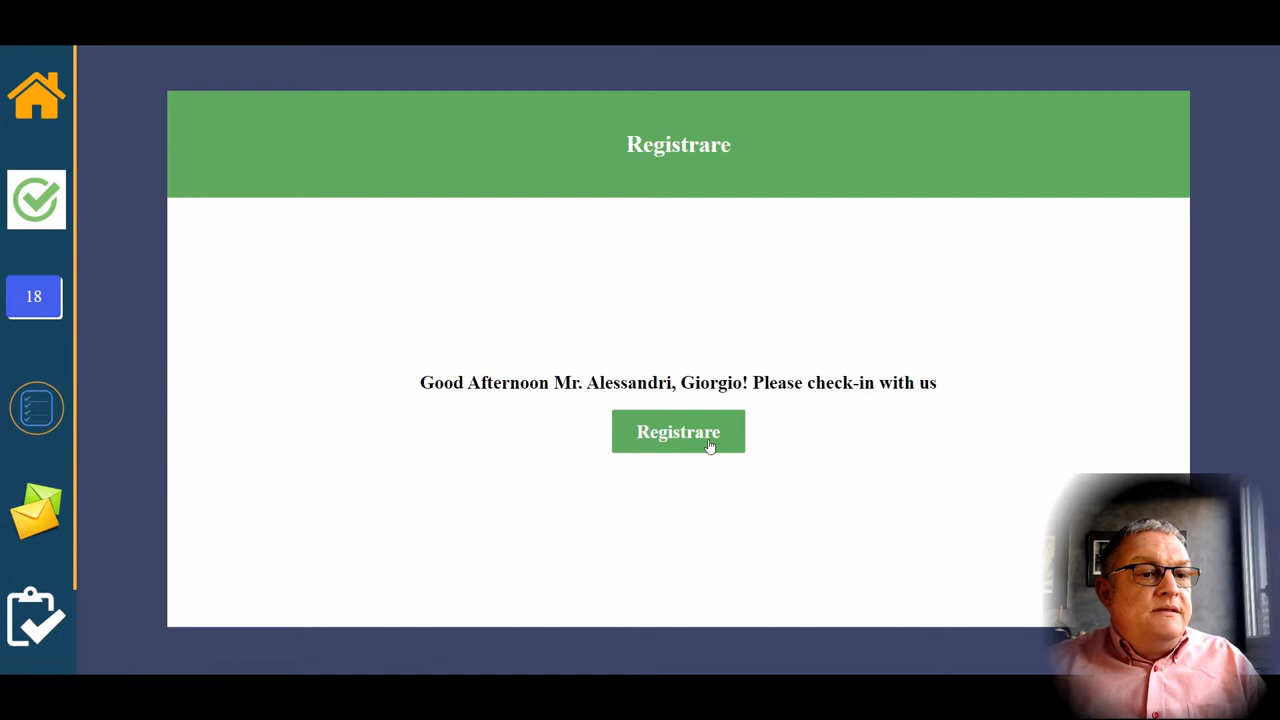 Registrare
18
Good Afternoon Mr. Alessandri, Giorgio! Please check-in with us
Registrare